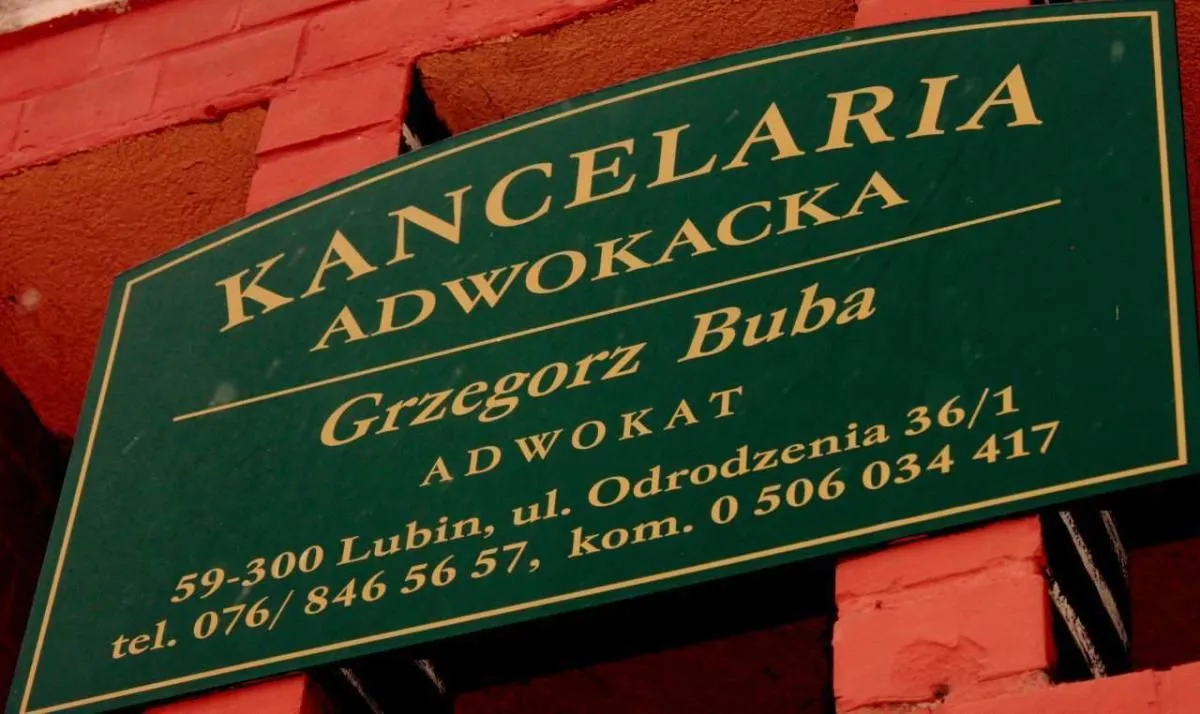 KANCELARIA
ADWOKACKA
Grzegorz Buba
ADWOKAT
59-300 Lubin, ul. Odrodzenia 36/1
tel. 076/ 846 56 57, kom. 0 506 034 417